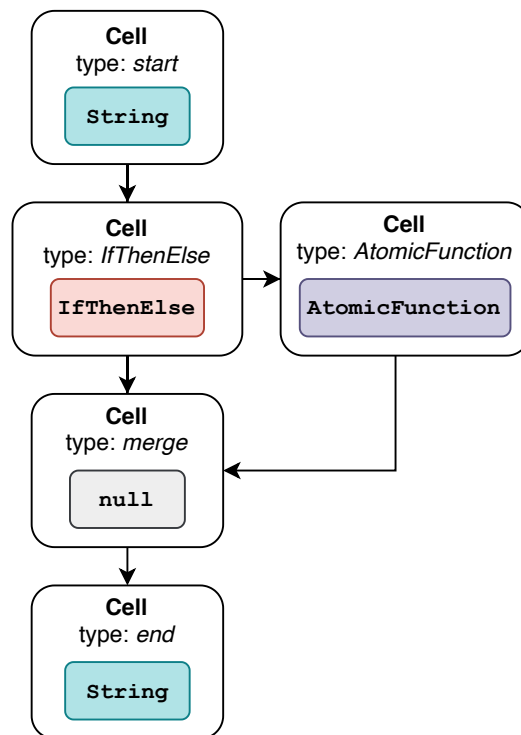 Cell
type: start
String
Cell
type: IfThenElse
IfThenElse
Cell
type: AtomicFunction
AtomicFunction
Cell
type: merge
null
Cell
type: end
String